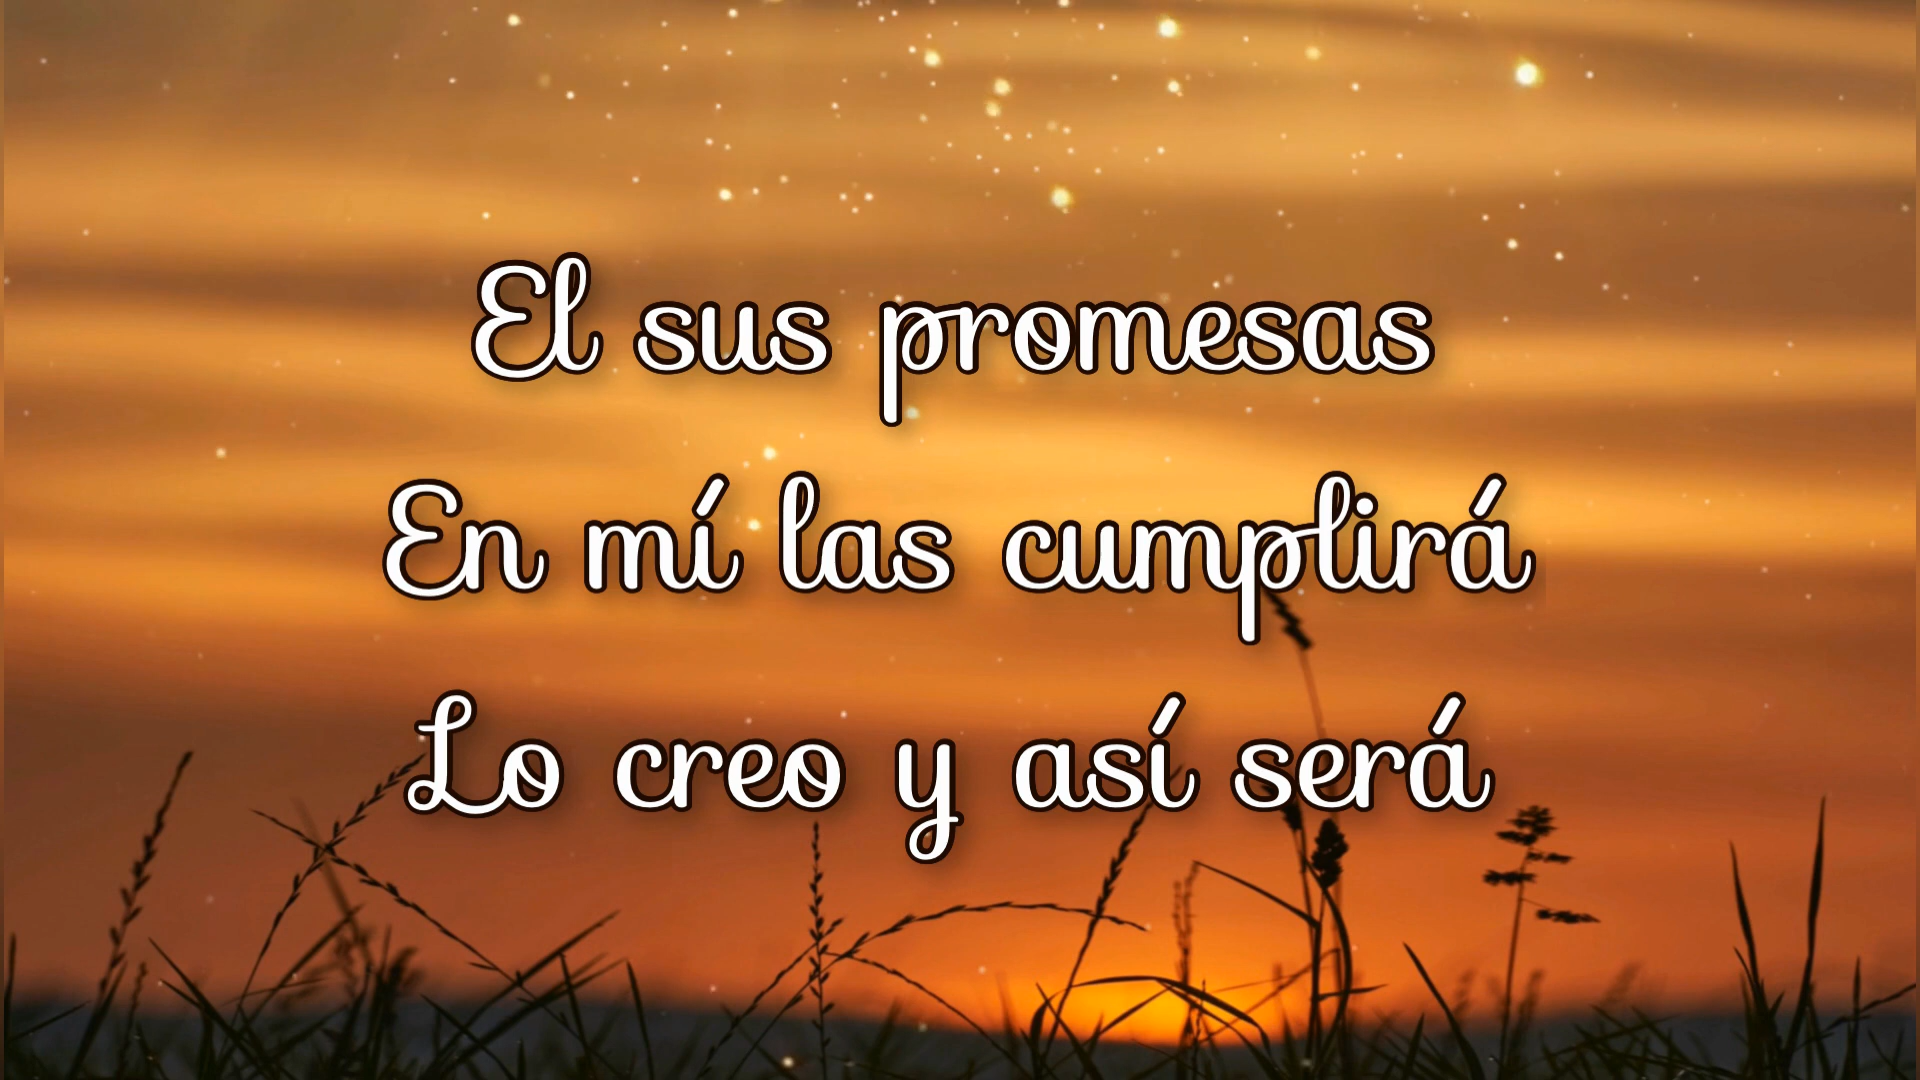 El sus promesas
En mí las cumplirá
Lo creo y así será